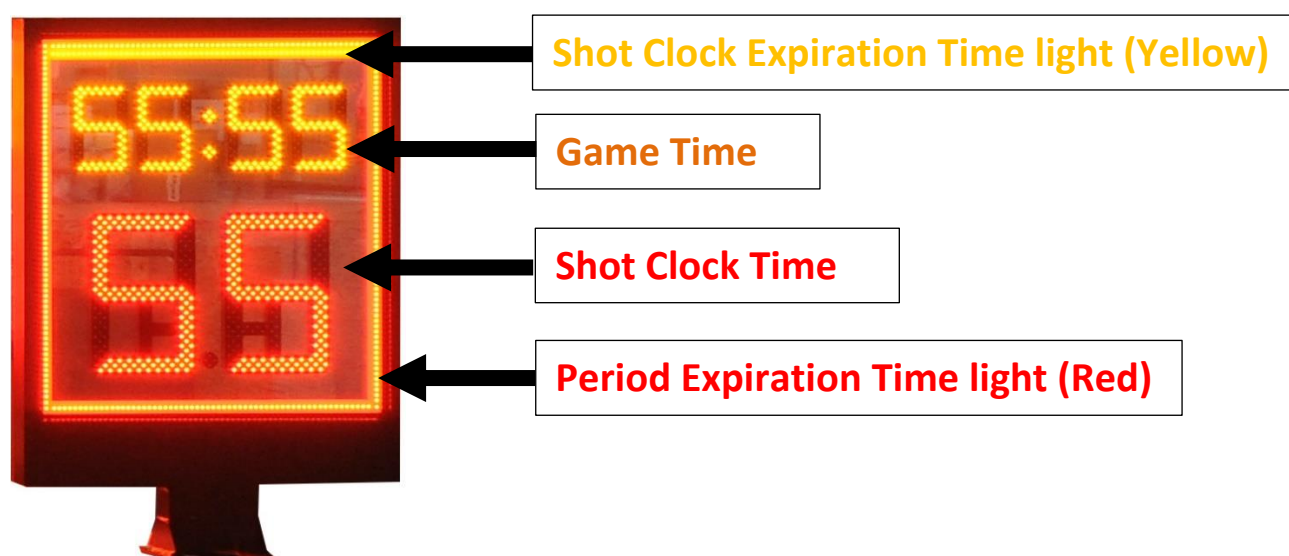 Shot Clock Expiration Time light (Yellow)
55:55
Game Time
55
Shot Clock Time
Period Expiration Time light (Red)